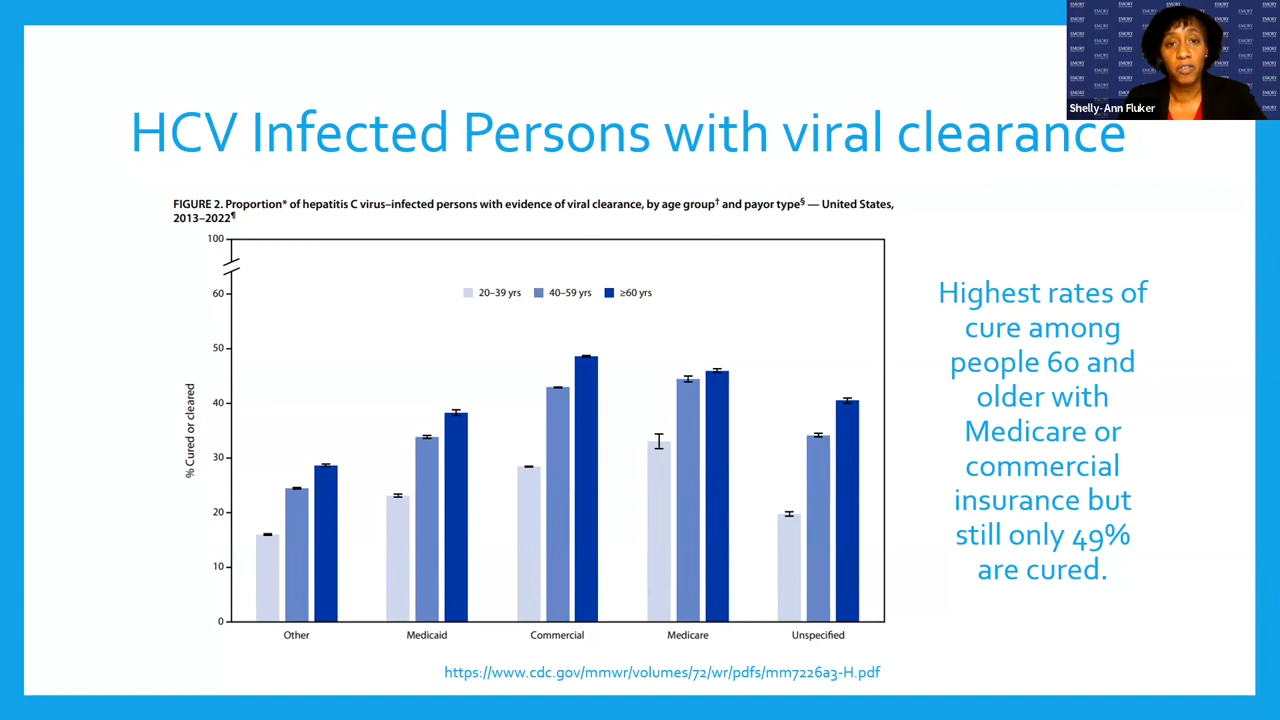 Shelly-Ann Fluker
HCV Infected Persons with viral clearance
FIGURE 2. Proportion* of hepatitis C virus–infected persons with evidence of viral clearance, by age group† and payor type§ — United States,
2013–2022¶
100
60
50
40
30
20
10
0
% Cured or cleared
20–39 yrs 40–59 yrs ≥60 yrs
Other Medicaid Commercial Medicare Unspecified
Highest rates of
cure among
people 60 and
older with
Medicare or
commercial
insurance but
still only 49%
are cured.
https://www.cdc.gov/mmwr/volumes/72/wr/pdfs/mm7226a3-H.pdf